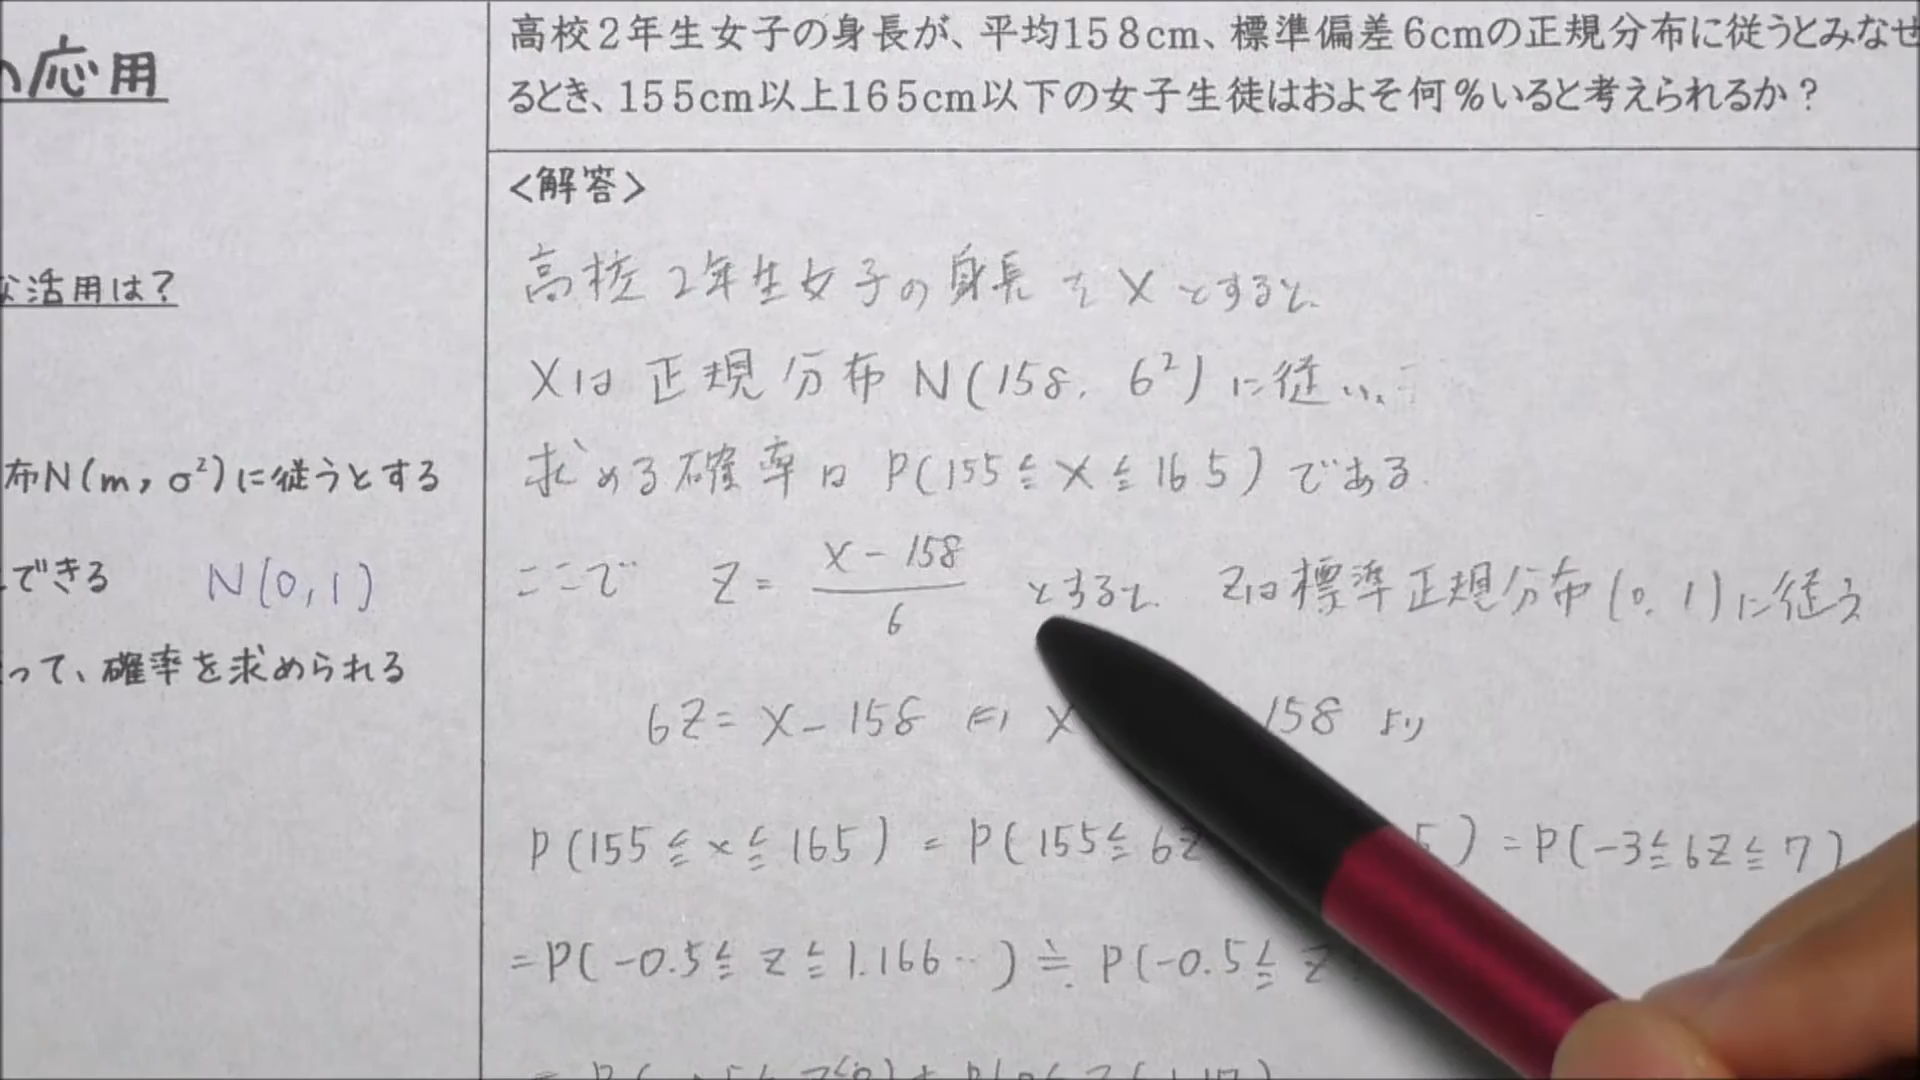 応用
高校2年生女子の身長が、平均158cm、標準偏差6cmの正規分布に従うとみなせ
るとき、155cm以上165cm以下の女子生徒はおよそ何%いると考えられるか?
<解答>
高校2年生女子の身長をXとすると、
な活用は?
Xは正規分布N(158, 6²)に従い、
布N(m, σ²)に従うとする
求める確率はP(155≦X≦165)である.
できる N(0,1)
ここで Z=(X-158)/6 とすると、Zは標準正規分布(0,1)に従う
って、確率を求められる
6Z=X-158 ⇔ X 158 より
P(155≦X≦165)=P(155≦6Z 5)=P(-3≦6Z≦7)
=P(-0.5≦Z≦1.166…)≒P(-0.5≦Z